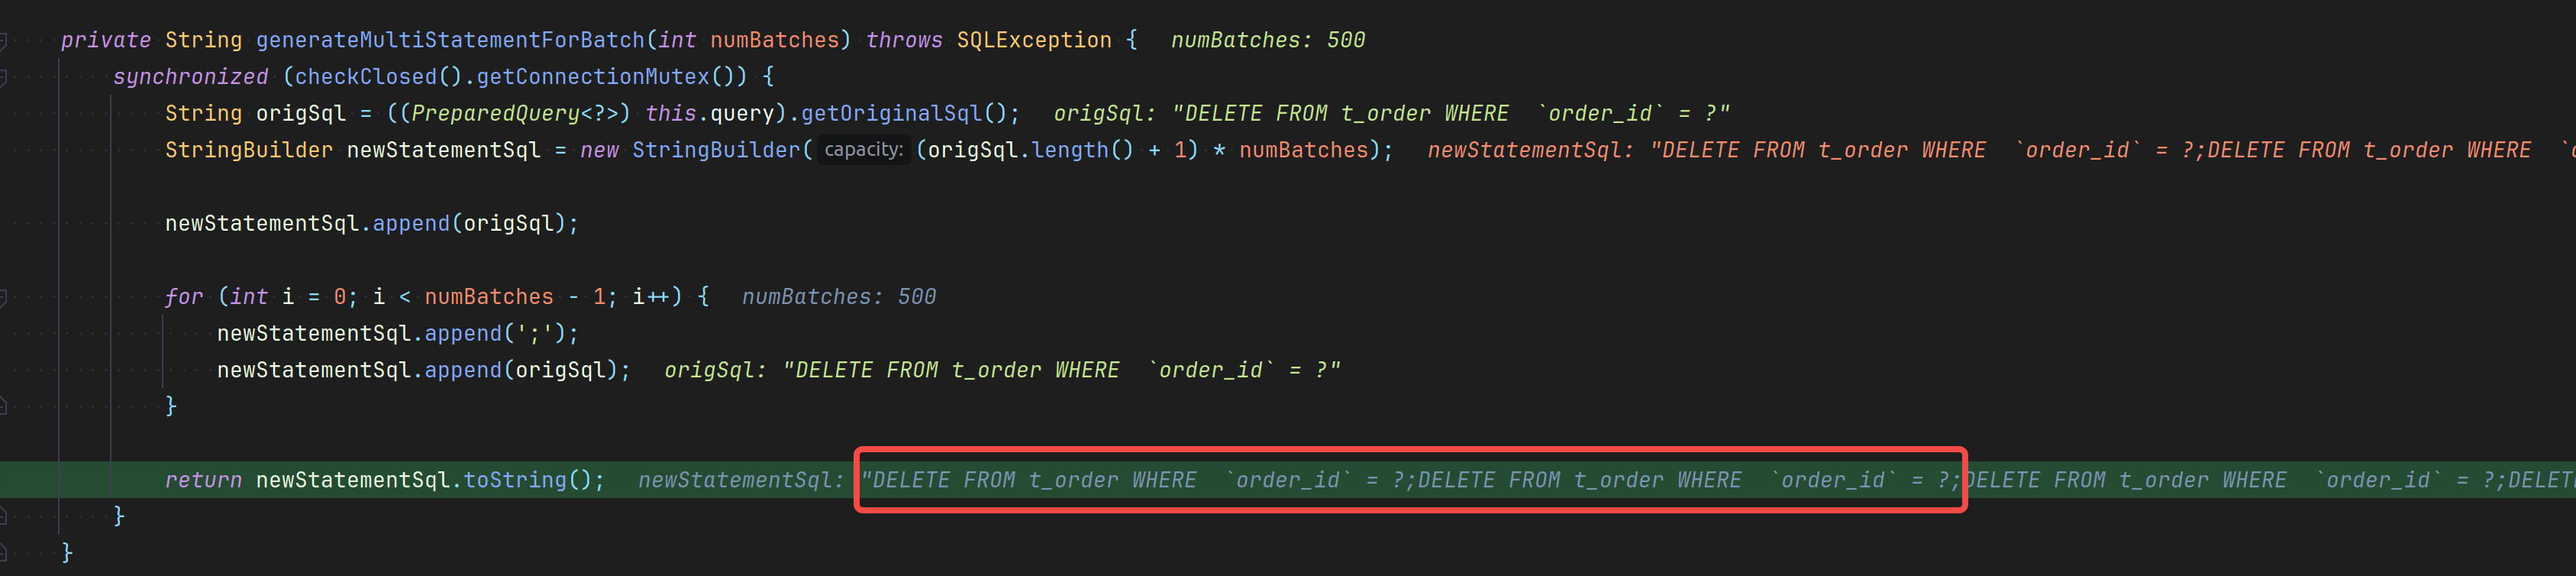 private String generateMultiStatementForBatch(int numBatches) throws SQLException {   numBatches: 500
synchronized (checkClosed().getConnectionMutex()) {
String origSql = ((PreparedQuery<?>) this.query).getOriginalSql();   origSql: "DELETE FROM t_order WHERE  `order_id` = ?"
StringBuilder newStatementSql = new StringBuilder( capacity: (origSql.length() + 1) * numBatches);   newStatementSql: "DELETE FROM t_order WHERE  `order_id` = ?;DELETE FROM t_order WHERE  `o
newStatementSql.append(origSql);
for (int i = 0; i < numBatches - 1; i++) {   numBatches: 500
newStatementSql.append(';');
newStatementSql.append(origSql);   origSql: "DELETE FROM t_order WHERE  `order_id` = ?"
}
return newStatementSql.toString();   newStatementSql: "DELETE FROM t_order WHERE  `order_id` = ?;DELETE FROM t_order WHERE  `order_id` = ?;DELETE FROM t_order WHERE  `order_id` = ?;DELET
}
}